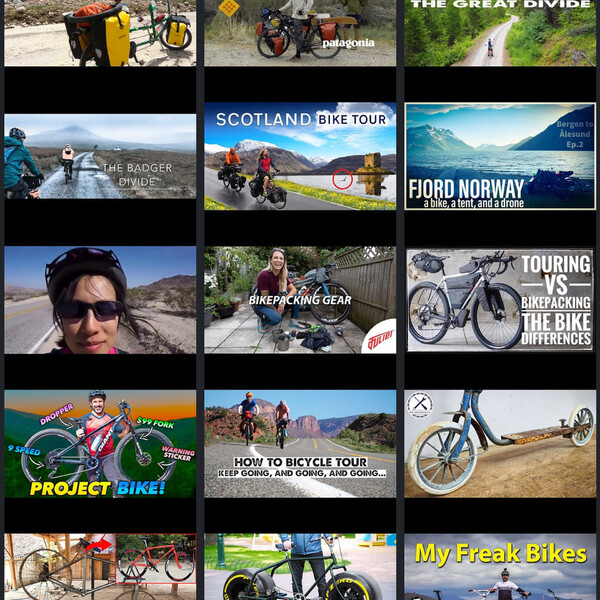 patagonia
THE GREAT DIVIDE
THE BADGER
DIVIDE
SCOTLAND BIKE TOUR
Bergen to
Ålesund
Ep.2
FJORD NORWAY
a bike, a tent, and a drone
BIKEPACKING GEAR
TOURING
VS
BIKEPACKING
THE BIKE
DIFFERENCES
DROPPER
$99 FORK
9 SPEED
WARNING
STICKER
PROJECT BIKE!
HOW TO BICYCLE TOUR
KEEP GOING, AND GOING, AND GOING...
My Freak Bikes